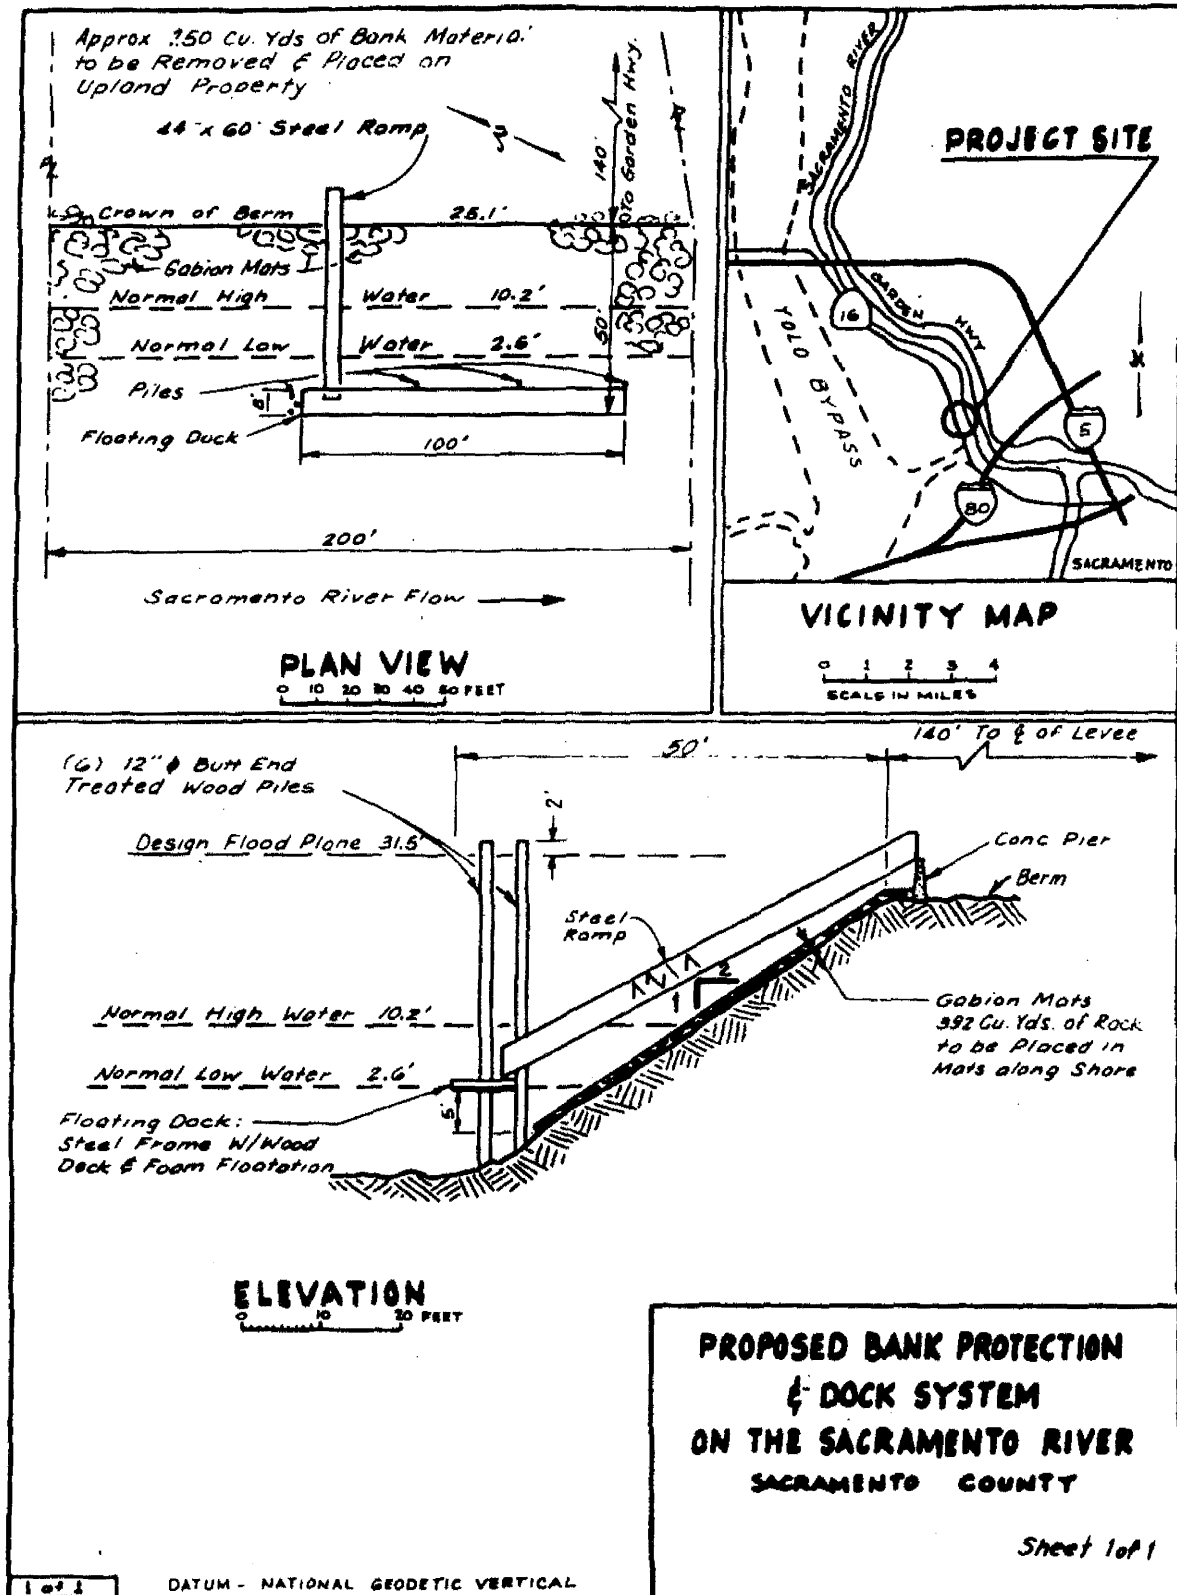 Approx 350 Cu. Yds of Bank Material
to be Removed & Placed on
Upland Property
44" x 60' Steel Ramp
140'
To Garden Hwy.
Crown of Berm 25.1'
Gabion Mats
Normal High Water 10.2'
50'
Normal Low Water 2.6'
Piles
8'
Floating Dock
100'
200'
Sacramento River Flow
PLAN VIEW
0 10 20 30 40 50 FEET
SACRAMENTO RIVER
PROJECT SITE
GARDEN HWY
16
YOLO BYPASS
5
80
SACRAMENTO
VICINITY MAP
0 1 2 3 4
SCALE IN MILES
50'
140' To ℄ of Levee
(6) 12" ϕ Butt End
Treated Wood Piles
2'
Design Flood Plane 31.5'
Conc Pier
Berm
Steel
Ramp
2
1
Gabion Mats
392 Cu. Yds. of Rock
to be Placed in
Mats along Shore
Normal High Water 10.2'
Normal Low Water 2.6'
5'
Floating Dock:
Steel Frame W/Wood
Deck & Foam Floatation
ELEVATION
0 10 20 FEET
PROPOSED BANK PROTECTION
& DOCK SYSTEM
ON THE SACRAMENTO RIVER
SACRAMENTO COUNTY
Sheet 1 of 1
1 of 1
DATUM - NATIONAL GEODETIC VERTICAL